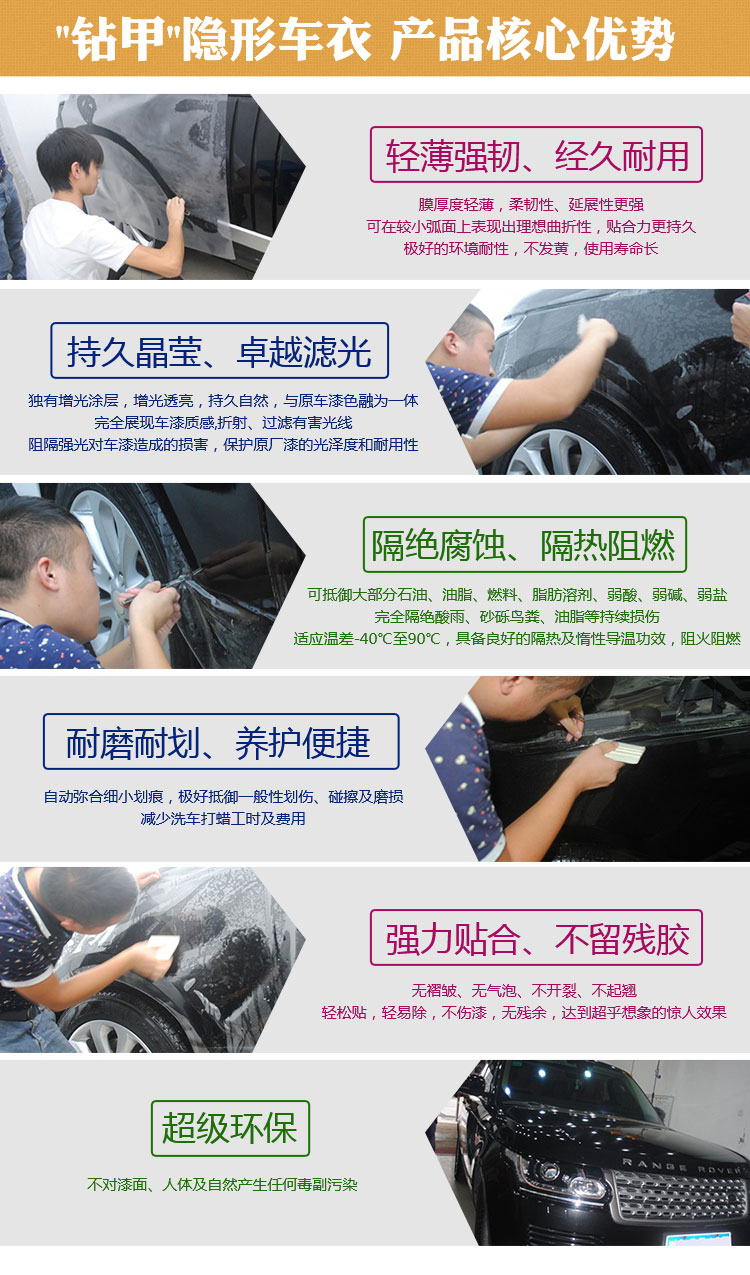 "钻甲"隐形车衣 产品核心优势
轻薄强韧、经久耐用
膜厚度轻薄，柔韧性、延展性更强
可在较小弧面上表现出理想曲折性，贴合力更持久
极好的环境耐性，不发黄，使用寿命长
持久晶莹、卓越滤光
独有增光涂层，增光透亮，持久自然，与原车漆色融为一体
完全展现车漆质感,折射、过滤有害光线
阻隔强光对车漆造成的损害，保护原厂漆的光泽度和耐用性
隔绝腐蚀、隔热阻燃
可抵御大部分石油、油脂、燃料、脂肪溶剂、弱酸、弱碱、弱盐
完全隔绝酸雨、砂砾鸟粪、油脂等持续损伤
适应温差-40℃至90℃，具备良好的隔热及惰性导温功效，阻火阻燃
耐磨耐划、养护便捷
自动弥合细小划痕，极好抵御一般性划伤、碰擦及磨损
减少洗车打蜡工时及费用
强力贴合、不留残胶
无褶皱、无气泡、不开裂、不起翘
轻松贴，轻易除，不伤漆，无残余，达到超乎想象的惊人效果
超级环保
不对漆面、人体及自然产生任何毒副污染
RANGE ROVER